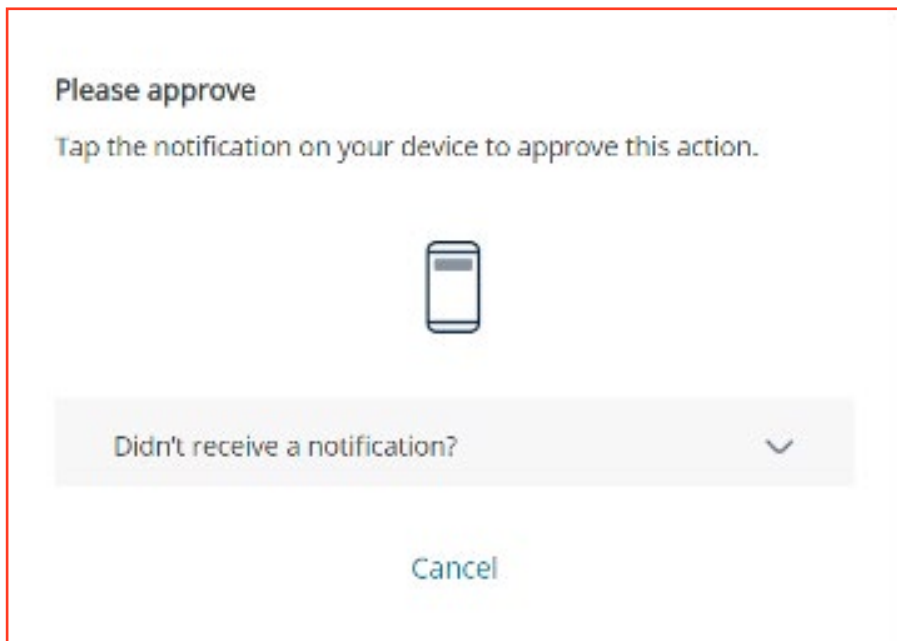 Please approve
Tap the notification on your device to approve this action.
Didn't receive a notification?
Cancel